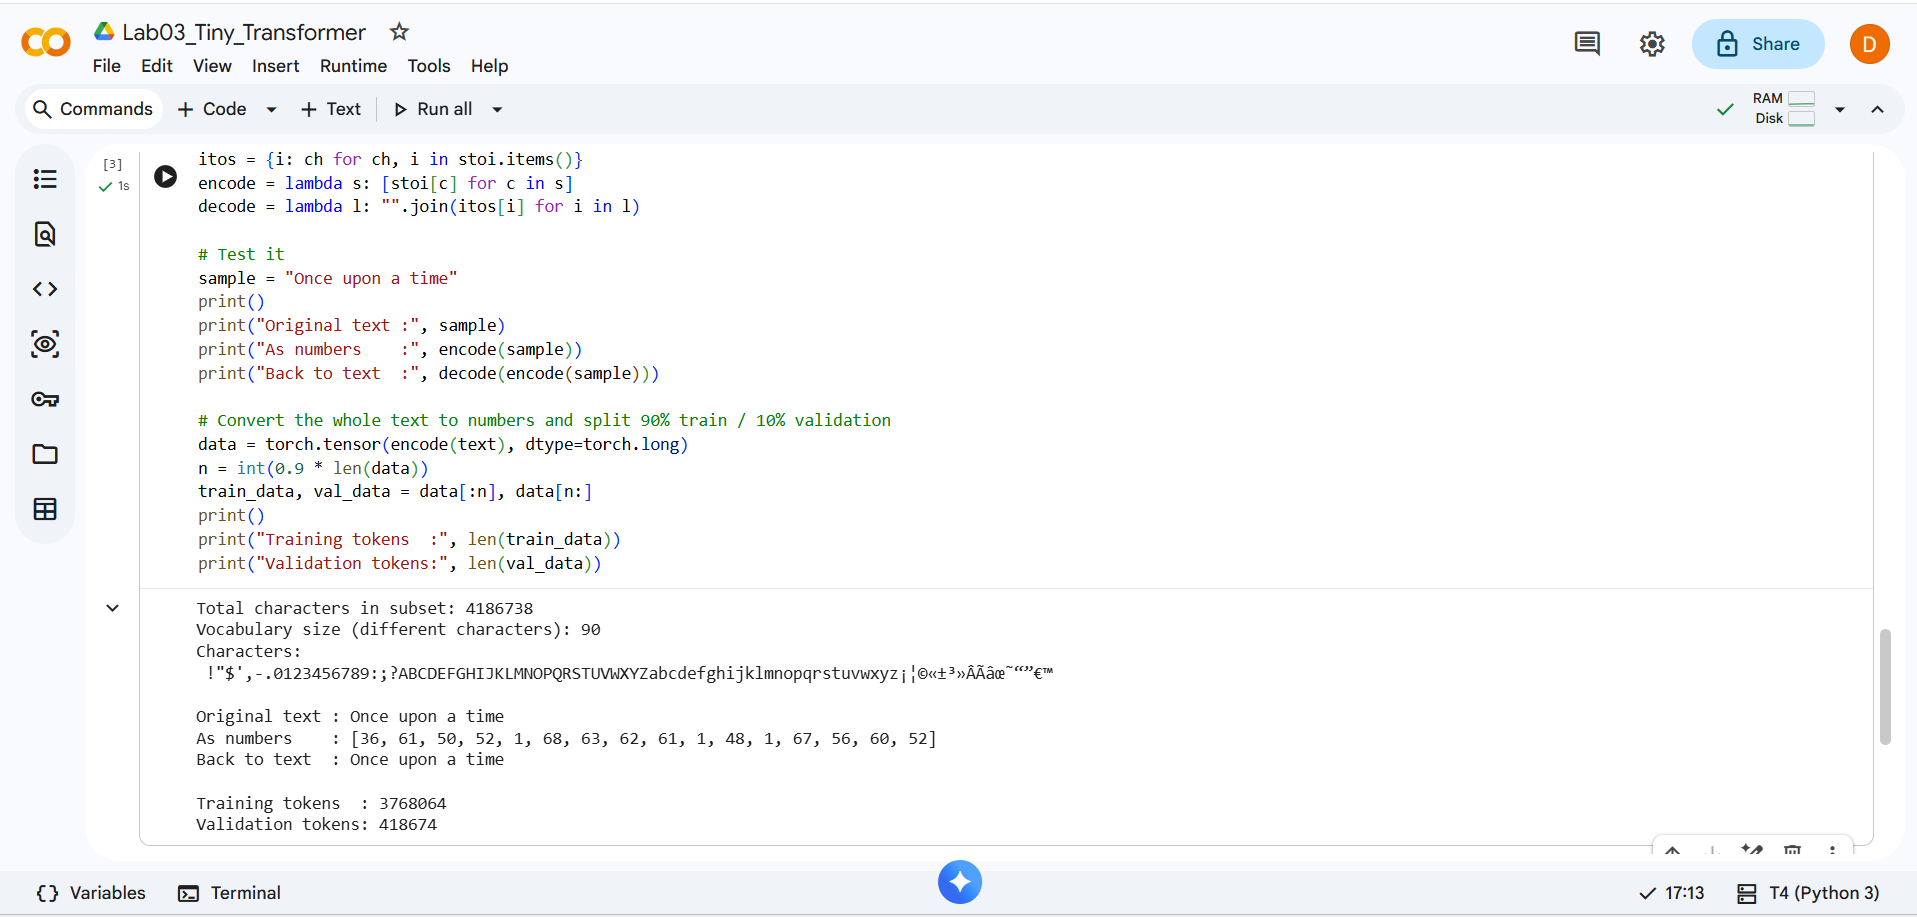 Lab03_Tiny_Transformer
File Edit View Insert Runtime Tools Help
Share
D
Commands + Code + Text Run all
RAM
Disk
[3]
1s
itos = {i: ch for ch, i in stoi.items()}
encode = lambda s: [stoi[c] for c in s]
decode = lambda l: "".join(itos[i] for i in l)
# Test it
sample = "Once upon a time"
print()
print("Original text :", sample)
print("As numbers    :", encode(sample))
print("Back to text  :", decode(encode(sample)))
# Convert the whole text to numbers and split 90% train / 10% validation
data = torch.tensor(encode(text), dtype=torch.long)
n = int(0.9 * len(data))
train_data, val_data = data[:n], data[n:]
print()
print("Training tokens  :", len(train_data))
print("Validation tokens:", len(val_data))
Total characters in subset: 4186738
Vocabulary size (different characters): 90
Characters:
 !"$',-.0123456789:;?ABCDEFGHIJKLMNOPQRSTUVWXYZabcdefghijklmnopqrstuvwxyz¡¦©«±³»ÂÃâœ˜“”€™
Original text : Once upon a time
As numbers    : [36, 61, 50, 52, 1, 68, 63, 62, 61, 1, 48, 1, 67, 56, 60, 52]
Back to text  : Once upon a time
Training tokens  : 3768064
Validation tokens: 418674
Variables Terminal
17:13 T4 (Python 3)